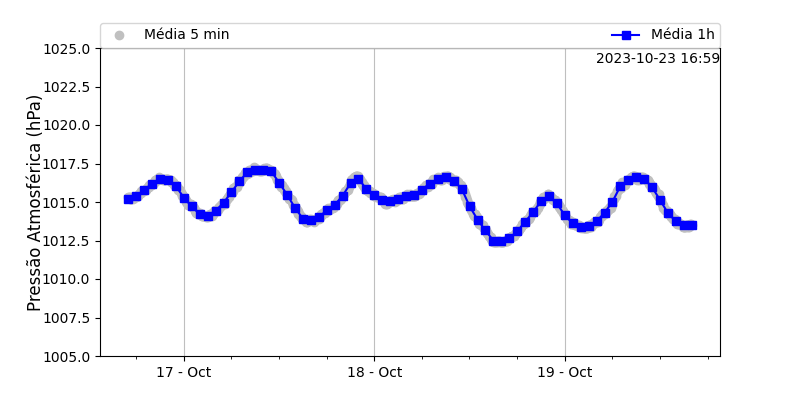 Média 5 min
Média 1h
2023-10-23 16:59
Pressão Atmosférica (hPa)
1025.0
1022.5
1020.0
1017.5
1015.0
1012.5
1010.0
1007.5
1005.0
17 - Oct
18 - Oct
19 - Oct